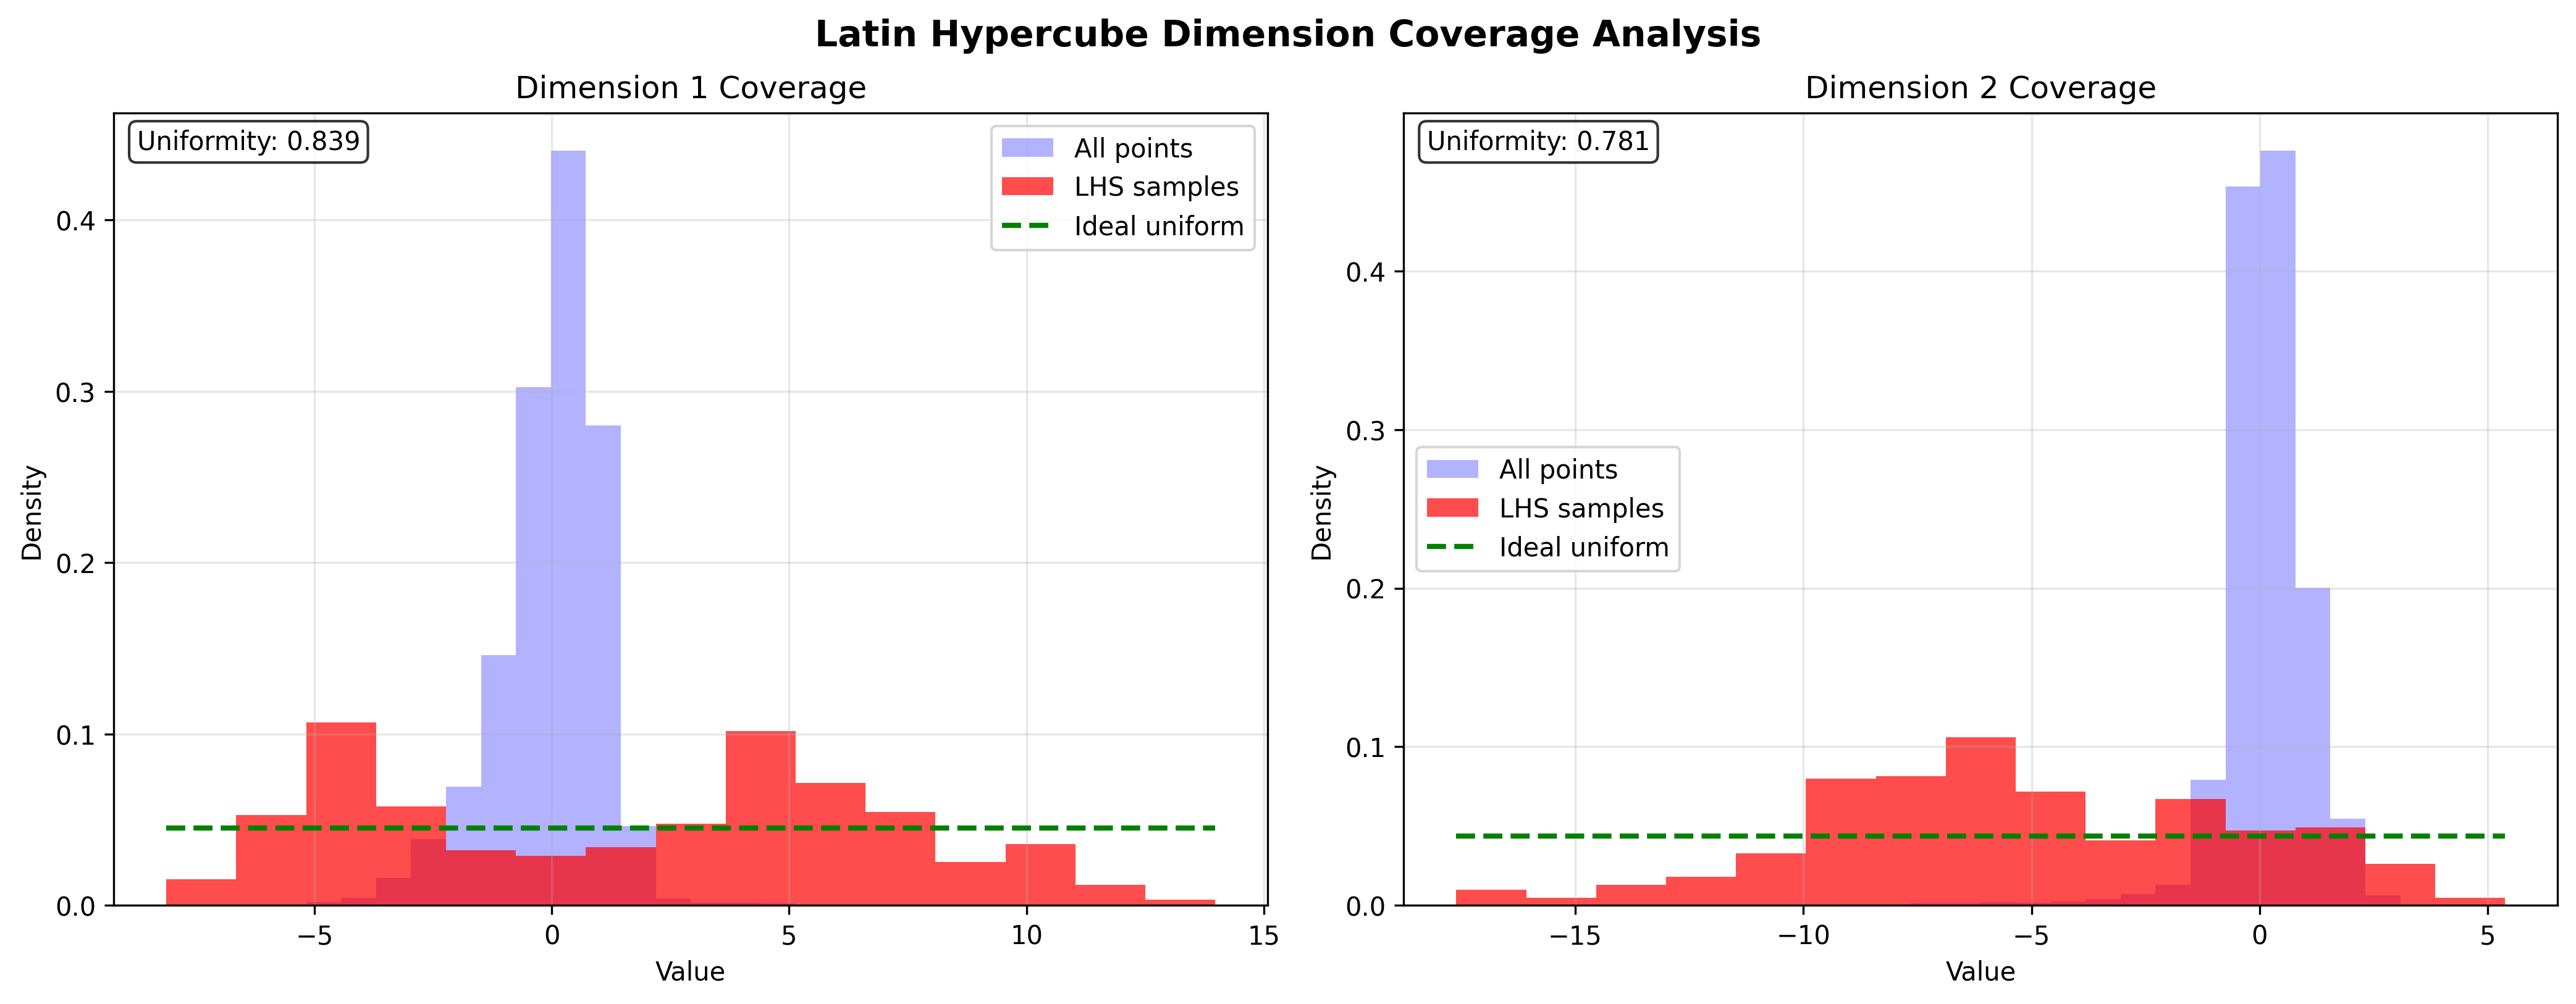 Latin Hypercube Dimension Coverage Analysis
Dimension 1 Coverage
Uniformity: 0.839
All points
LHS samples
Ideal uniform
Density
0.4
0.3
0.2
0.1
0.0
−5
0
5
10
15
Value
Dimension 2 Coverage
Uniformity: 0.781
All points
LHS samples
Ideal uniform
Density
0.4
0.3
0.2
0.1
0.0
−15
−10
−5
0
5
Value